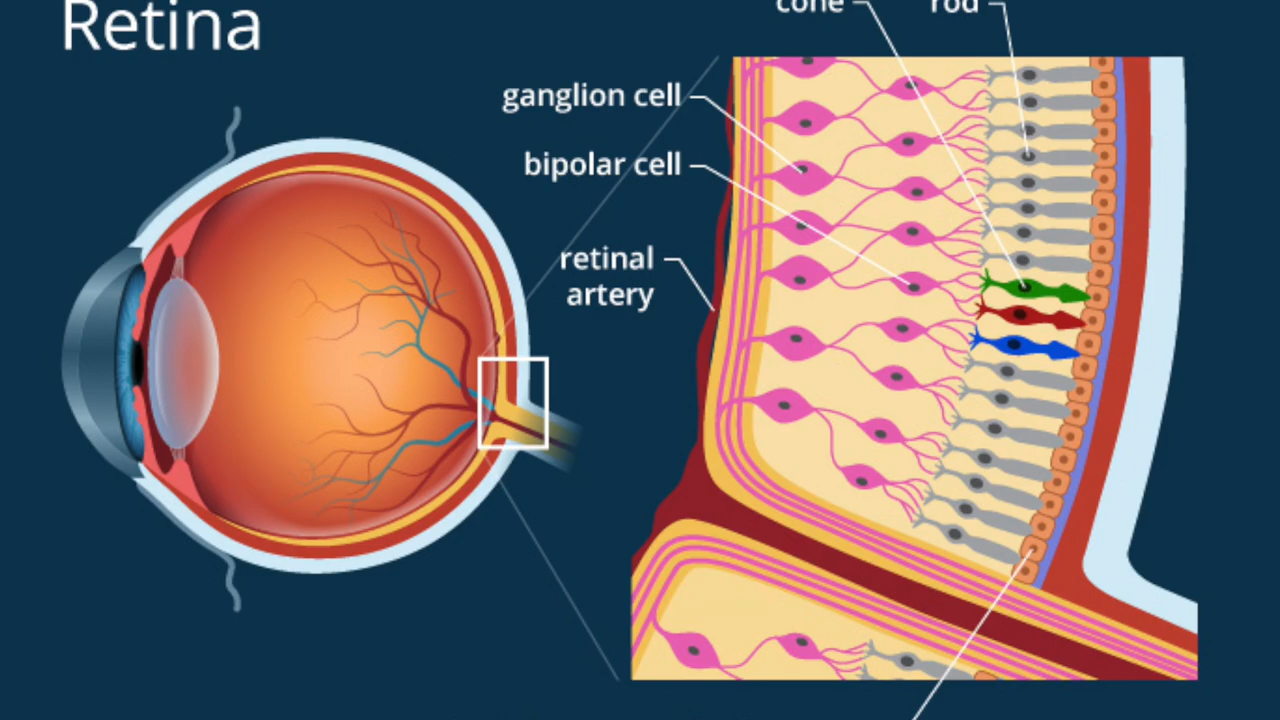 Retina
cone
rod
ganglion cell
bipolar cell
retinal
artery